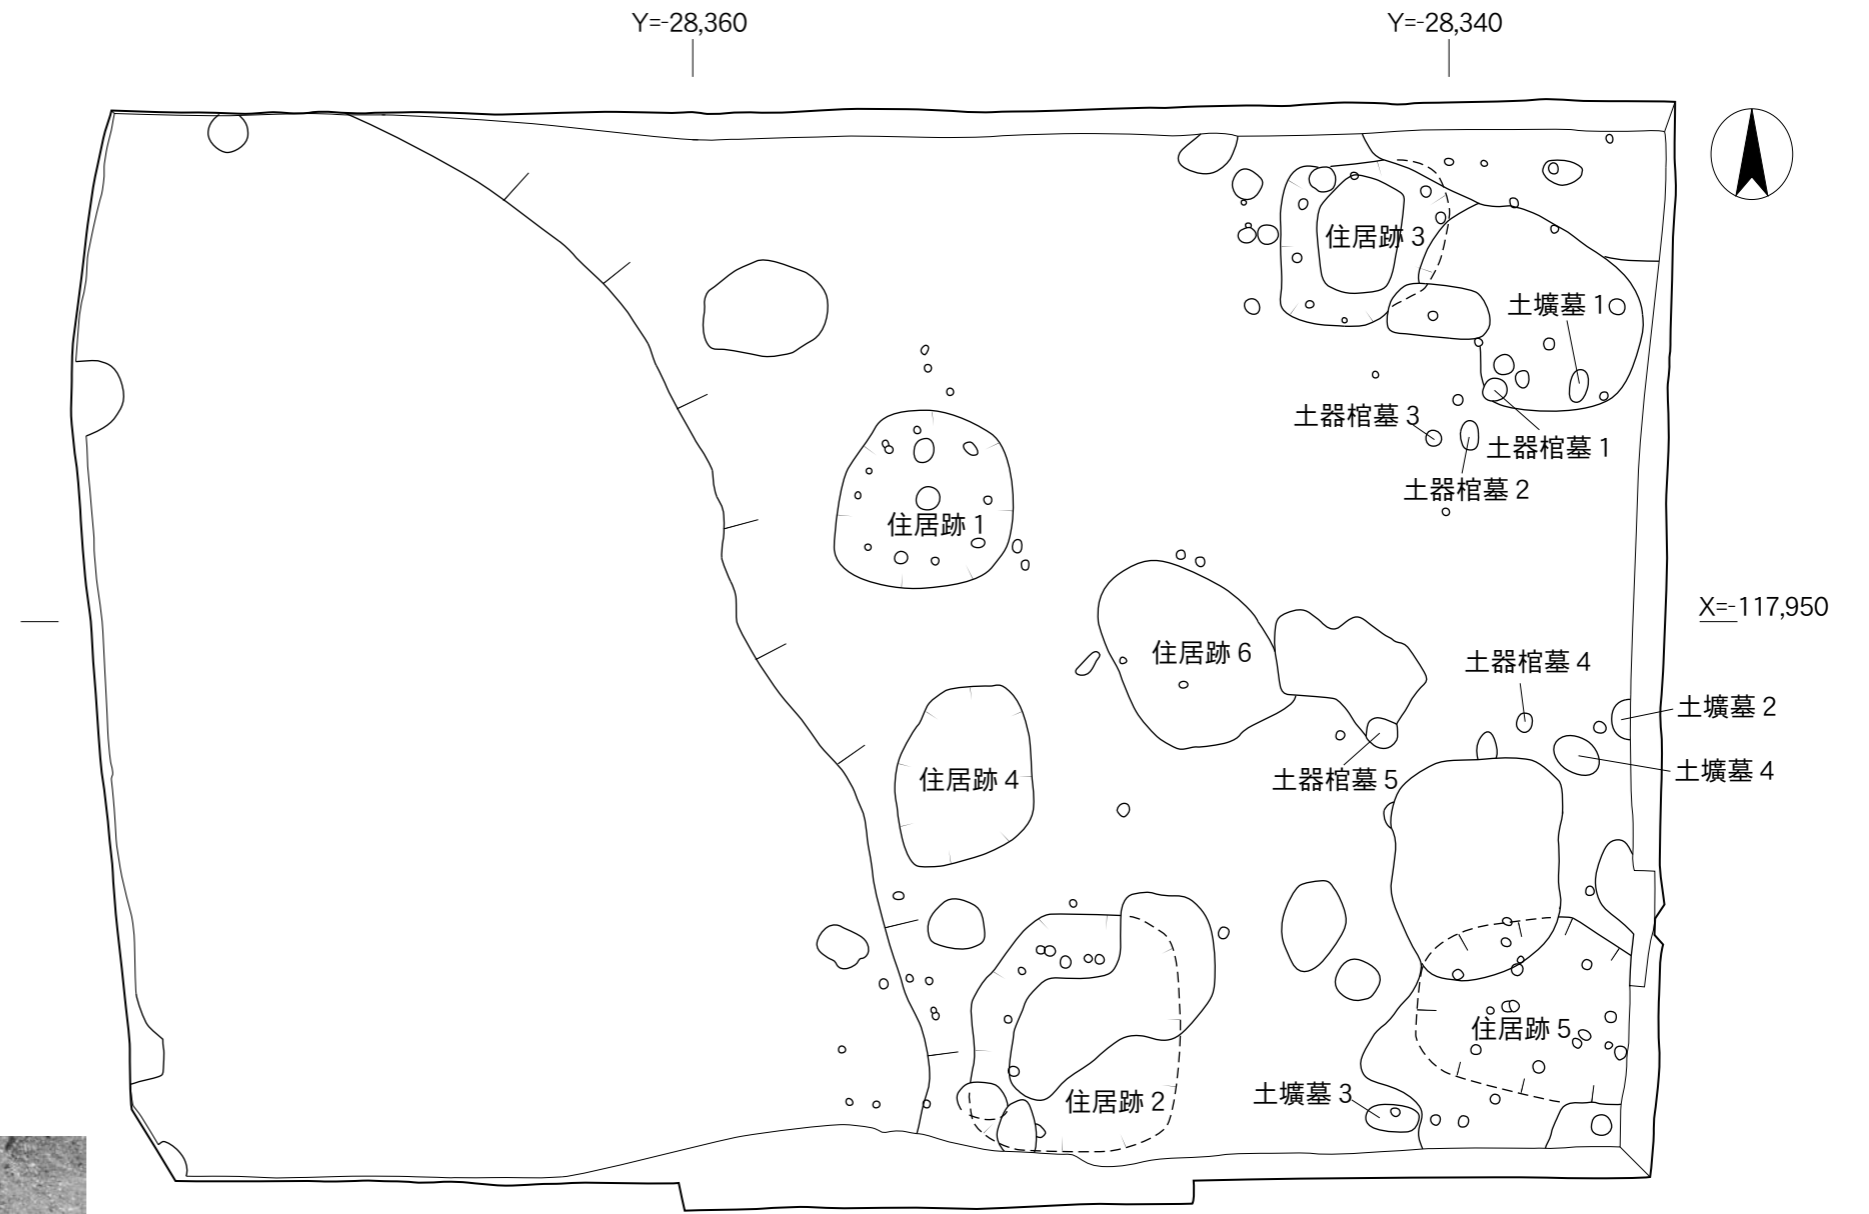 Y=-28,360
Y=-28,340
住居跡 3
土壙墓 1
土器棺墓 3
土器棺墓 1
土器棺墓 2
住居跡 1
X=-117,950
住居跡 6
土器棺墓 4
土壙墓 2
土壙墓 4
住居跡 4
土器棺墓 5
住居跡 5
土壙墓 3
住居跡 2